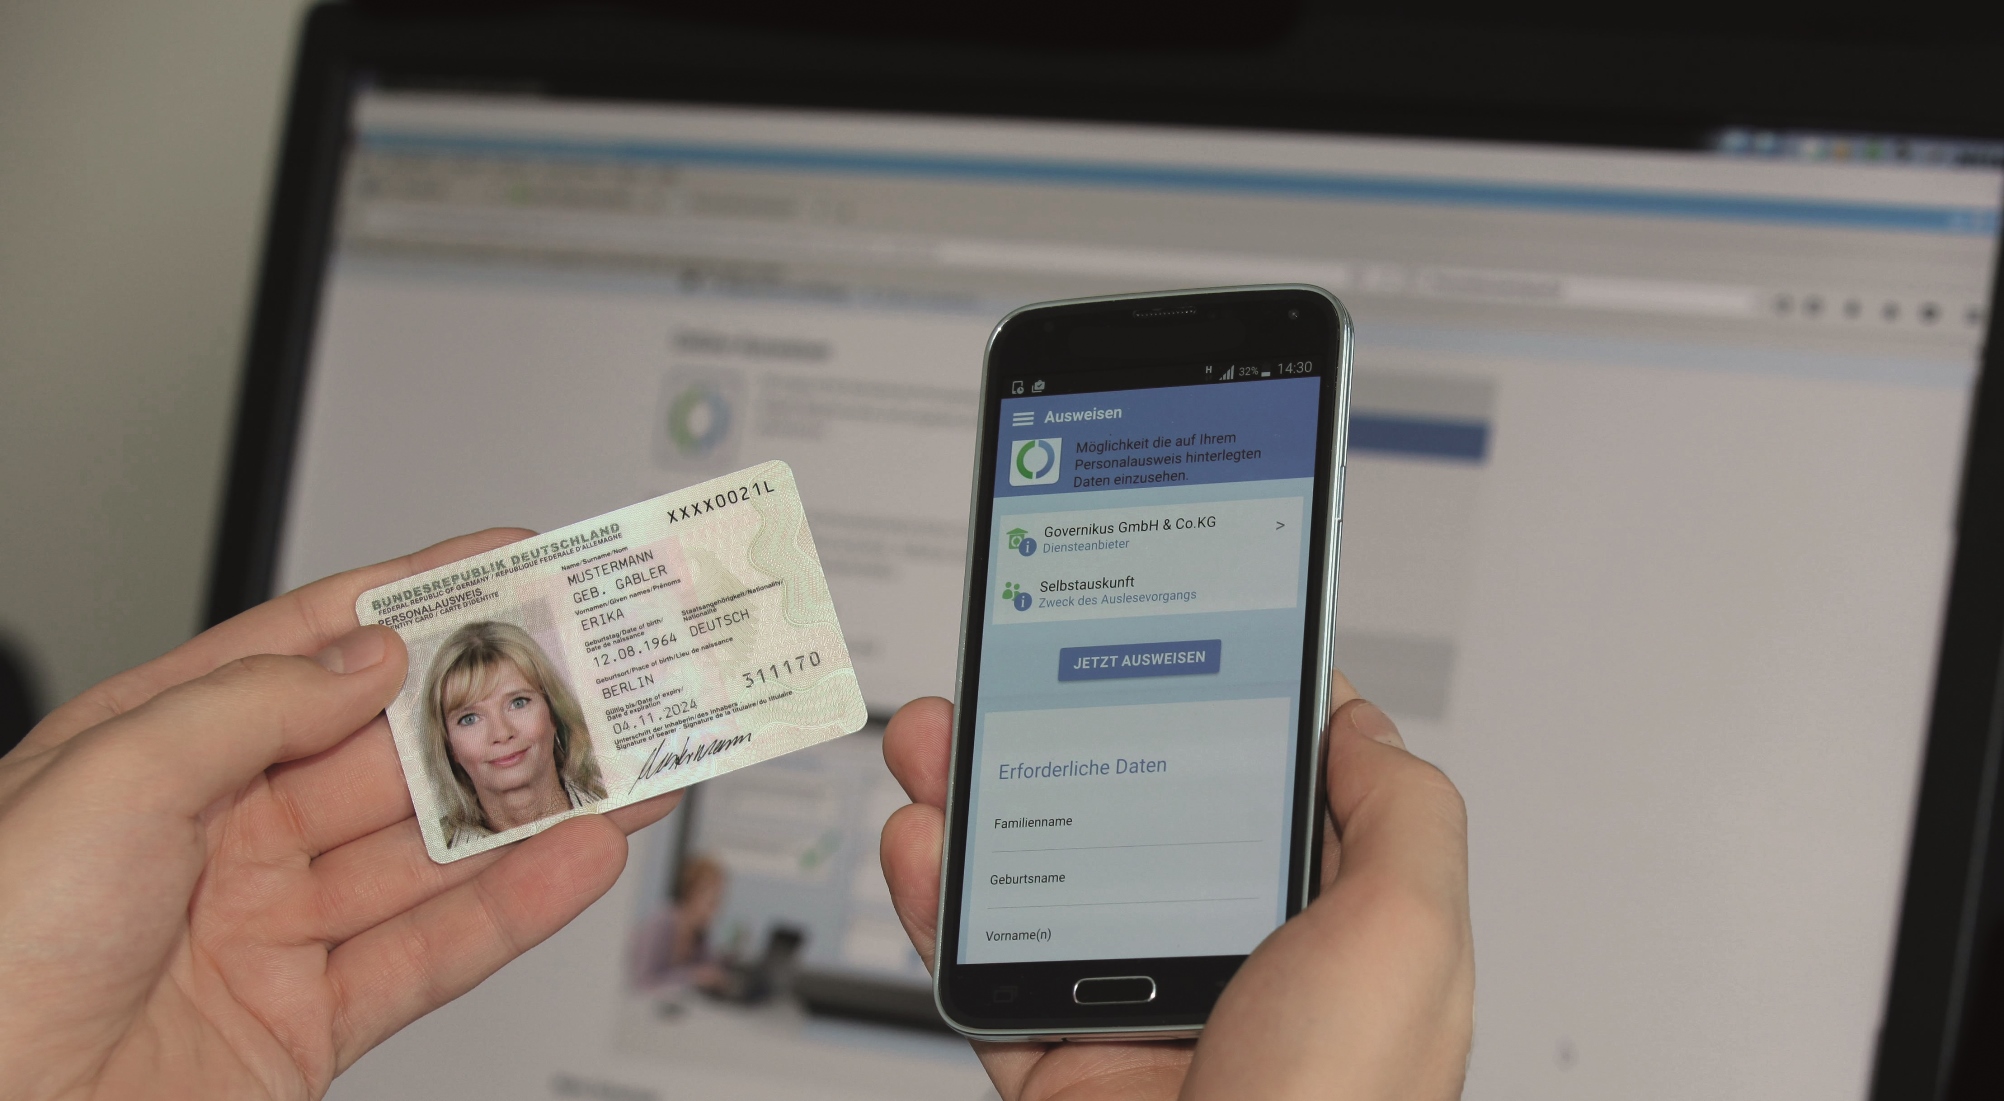 XXXX0021L
BUNDESREPUBLIK DEUTSCHLAND
FEDERAL REPUBLIC OF GERMANY / REPUBLIQUE FEDERALE D'ALLEMAGNE
PERSONALAUSWEIS
IDENTITY CARD / CARTE D'IDENTITE
Name/Surname/Nom
MUSTERMANN
GEB. GABLER
Vornamen/Given names/Prénoms
ERIKA
Geburtstag/Date of birth/
Date de naissance
12.08.1964
Staatsangehörigkeit/Nationality/
Nationalité
DEUTSCH
Geburtsort/Place of birth/Lieu de naissance
BERLIN
Gültig bis/Date of expiry/
Date d'expiration
04.11.2024
311170
Unterschrift der Inhaberin/des Inhabers
Signature of bearer - Signature de la titulaire/du titulaire
Mustermann
H 32% 14:30
Ausweisen
Möglichkeit die auf Ihrem
Personalausweis hinterlegten
Daten einzusehen.
Governikus GmbH & Co.KG >
Diensteanbieter
Selbstauskunft
Zweck des Auslesevorgangs
JETZT AUSWEISEN
Erforderliche Daten
Familienname
Geburtsname
Vorname(n)